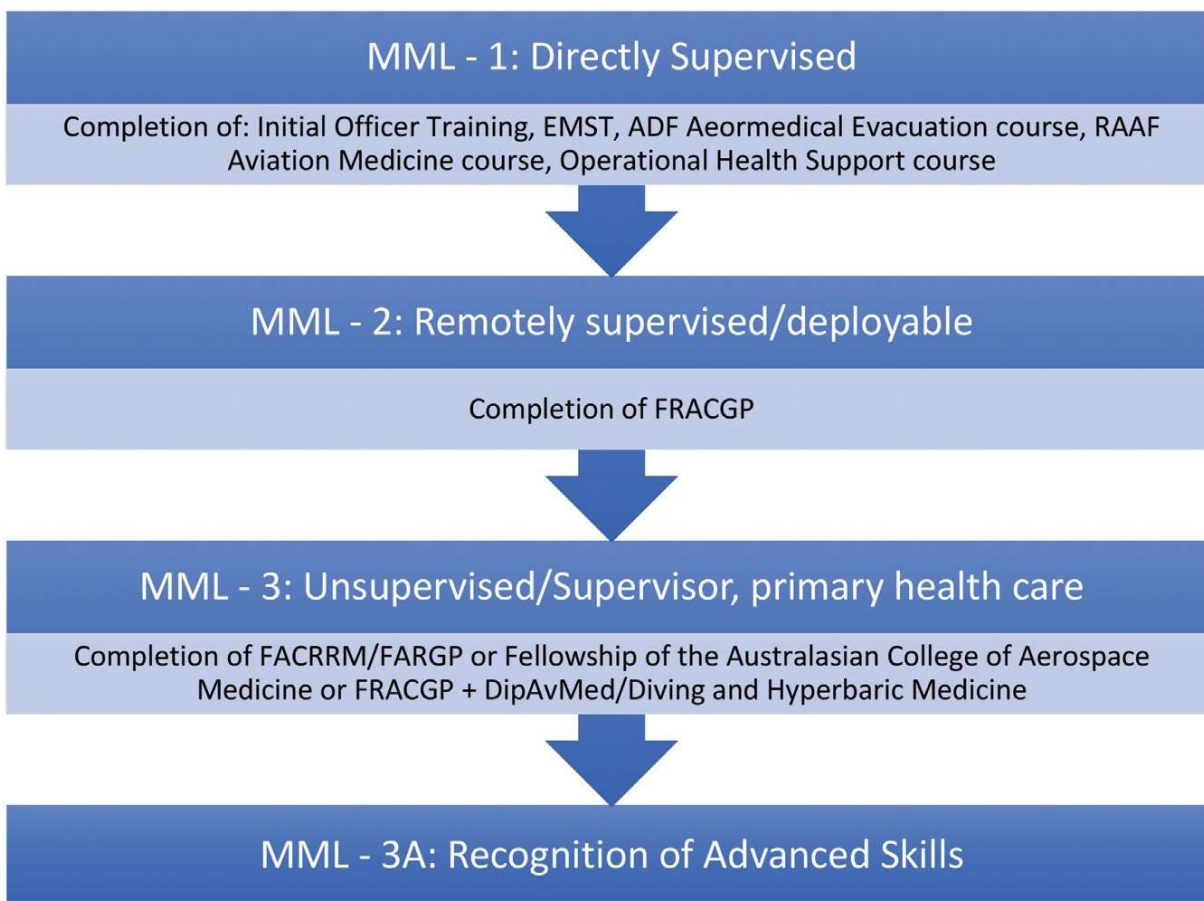 MML - 1: Directly Supervised
Completion of: Initial Officer Training, EMST, ADF Aeormedical Evacuation course, RAAF
Aviation Medicine course, Operational Health Support course
MML - 2: Remotely supervised/deployable
Completion of FRACGP
MML - 3: Unsupervised/Supervisor, primary health care
Completion of FACRRM/FARGP or Fellowship of the Australasian College of Aerospace
Medicine or FRACGP + DipAvMed/Diving and Hyperbaric Medicine
MML - 3A: Recognition of Advanced Skills